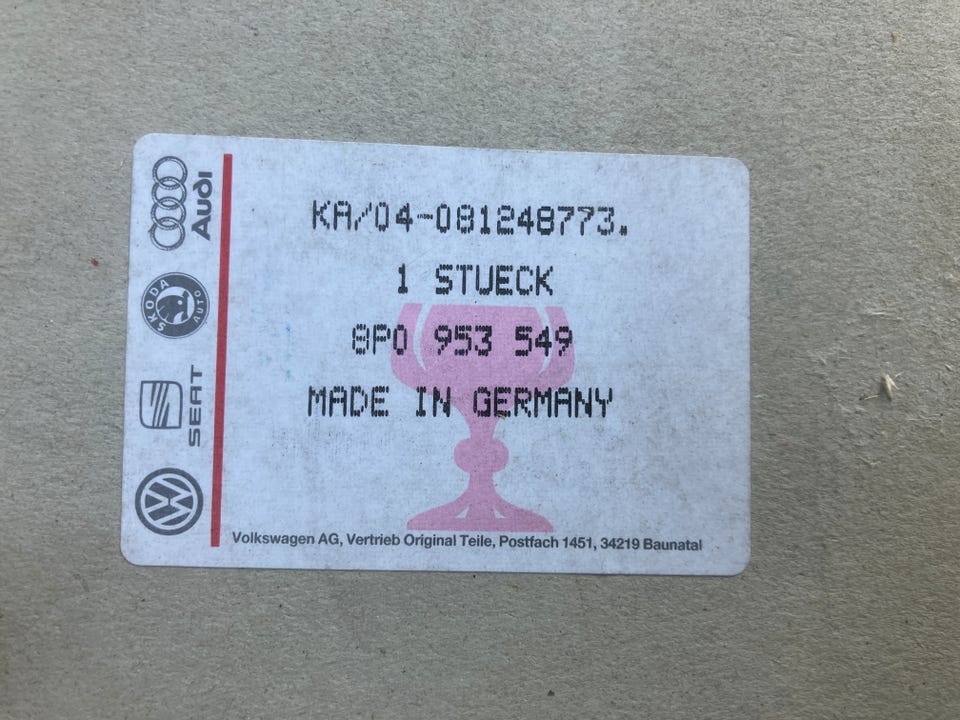 Audi
SKODA AUTO
SEAT
KA/04-081248773.
1 STUECK
8P0 953 549
MADE IN GERMANY
Volkswagen AG, Vertrieb Original Teile, Postfach 1451, 34219 Baunatal